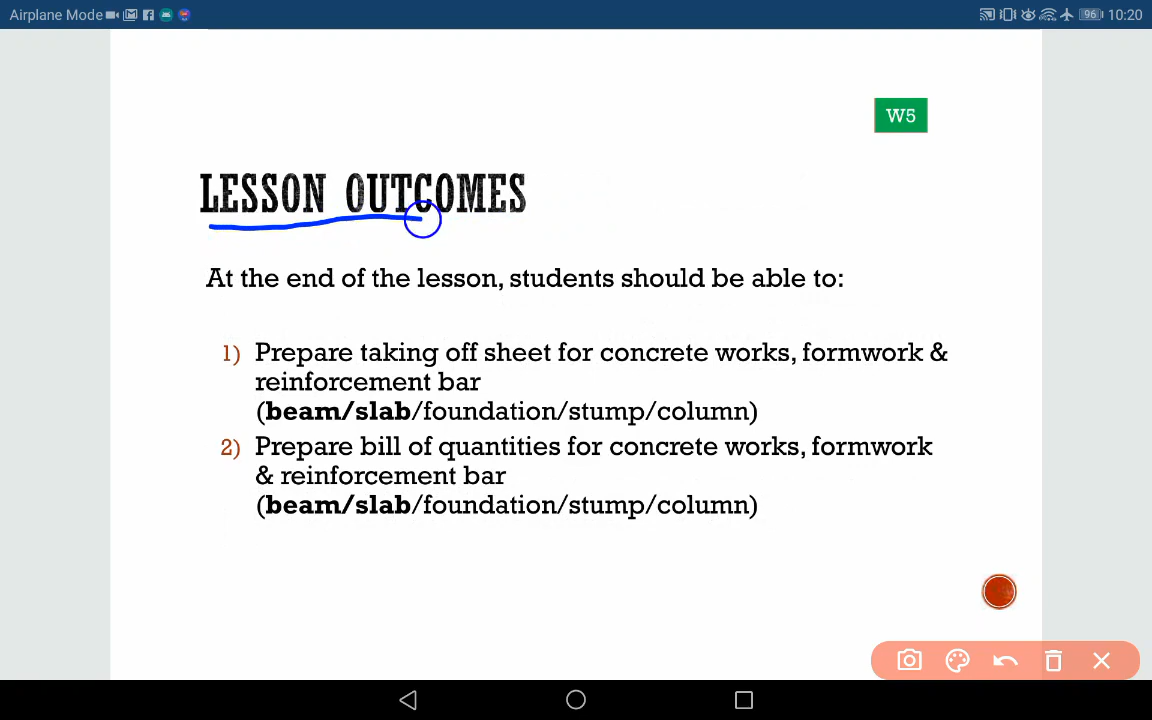 Airplane Mode
96 10:20
W5
LESSON OUTCOMES
At the end of the lesson, students should be able to:
1) Prepare taking off sheet for concrete works, formwork &
reinforcement bar
(beam/slab/foundation/stump/column)
2) Prepare bill of quantities for concrete works, formwork
& reinforcement bar
(beam/slab/foundation/stump/column)